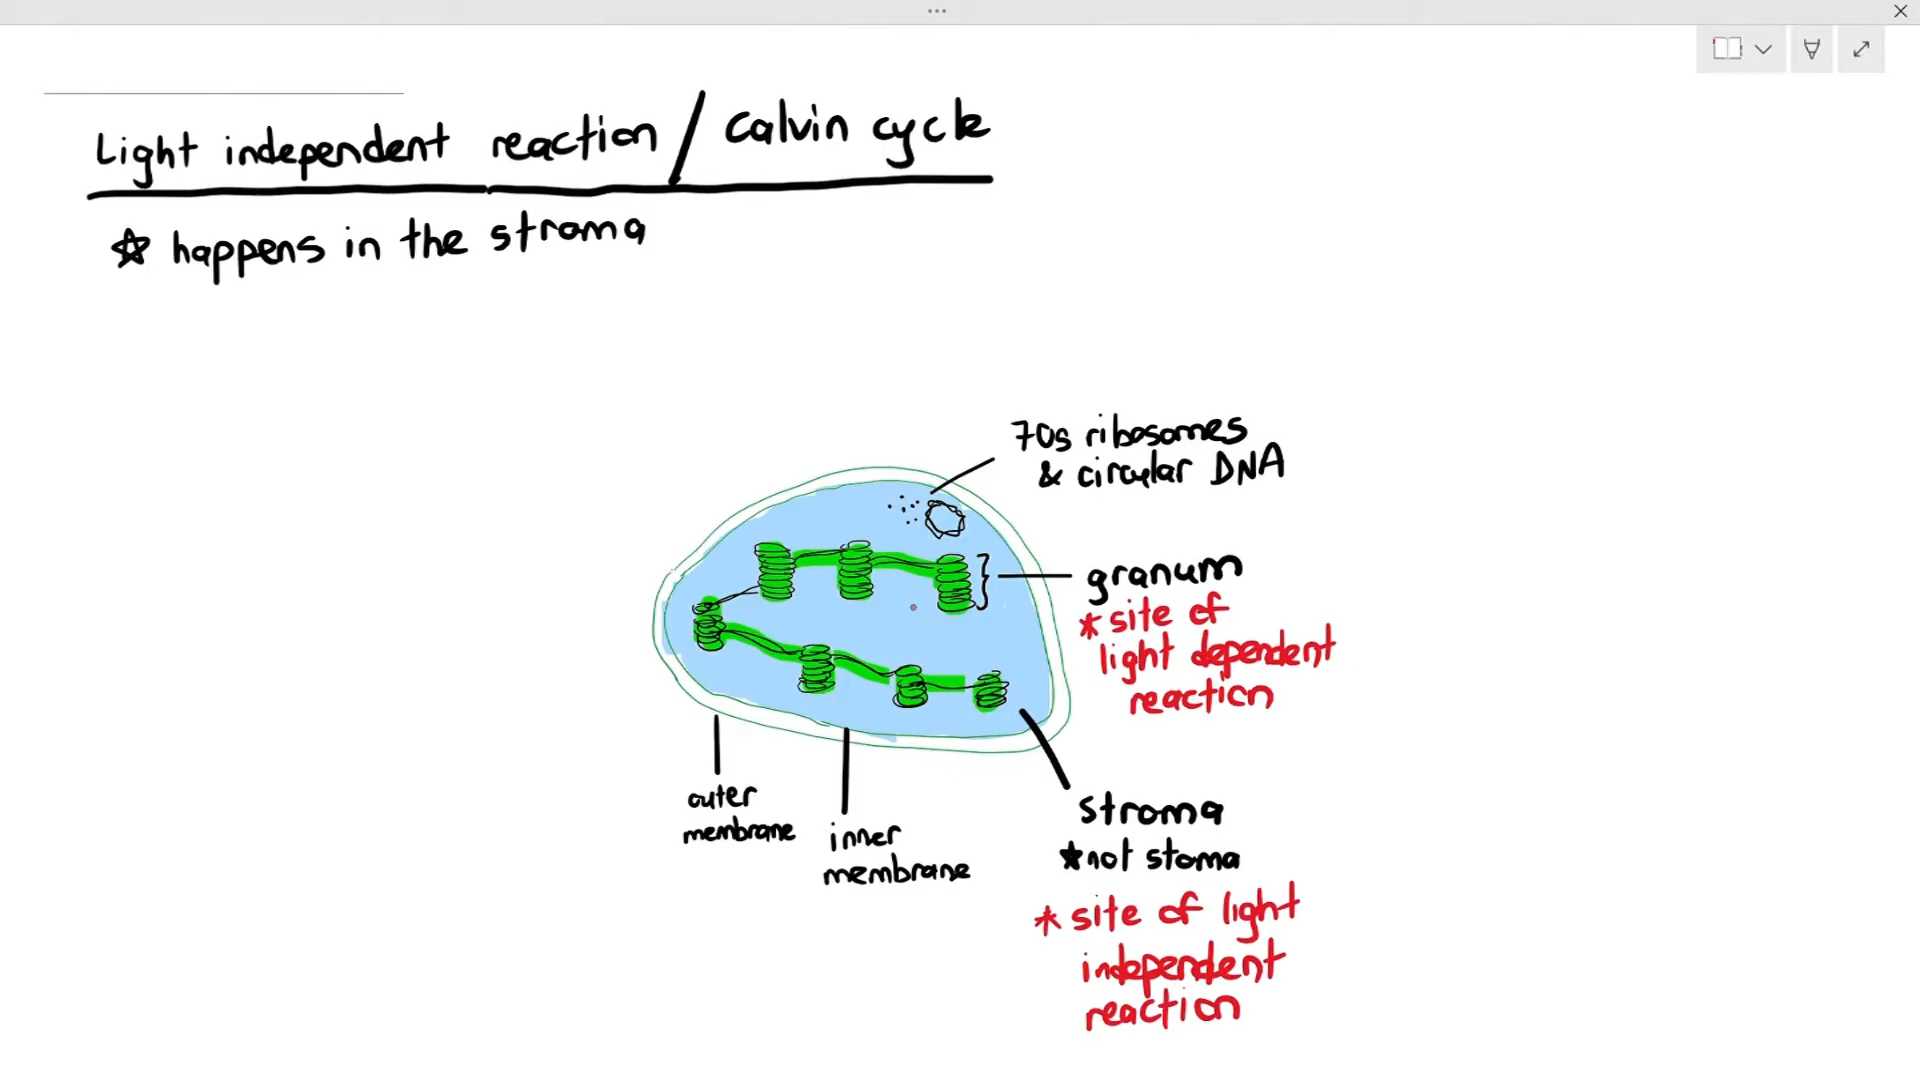 Light independent reaction / Calvin cycle
☆ happens in the stroma
70s ribosomes
& circular DNA
granum
* site of
light dependent
reaction
outer
membrane
inner
membrane
stroma
★ not stoma
* site of light
independent
reaction